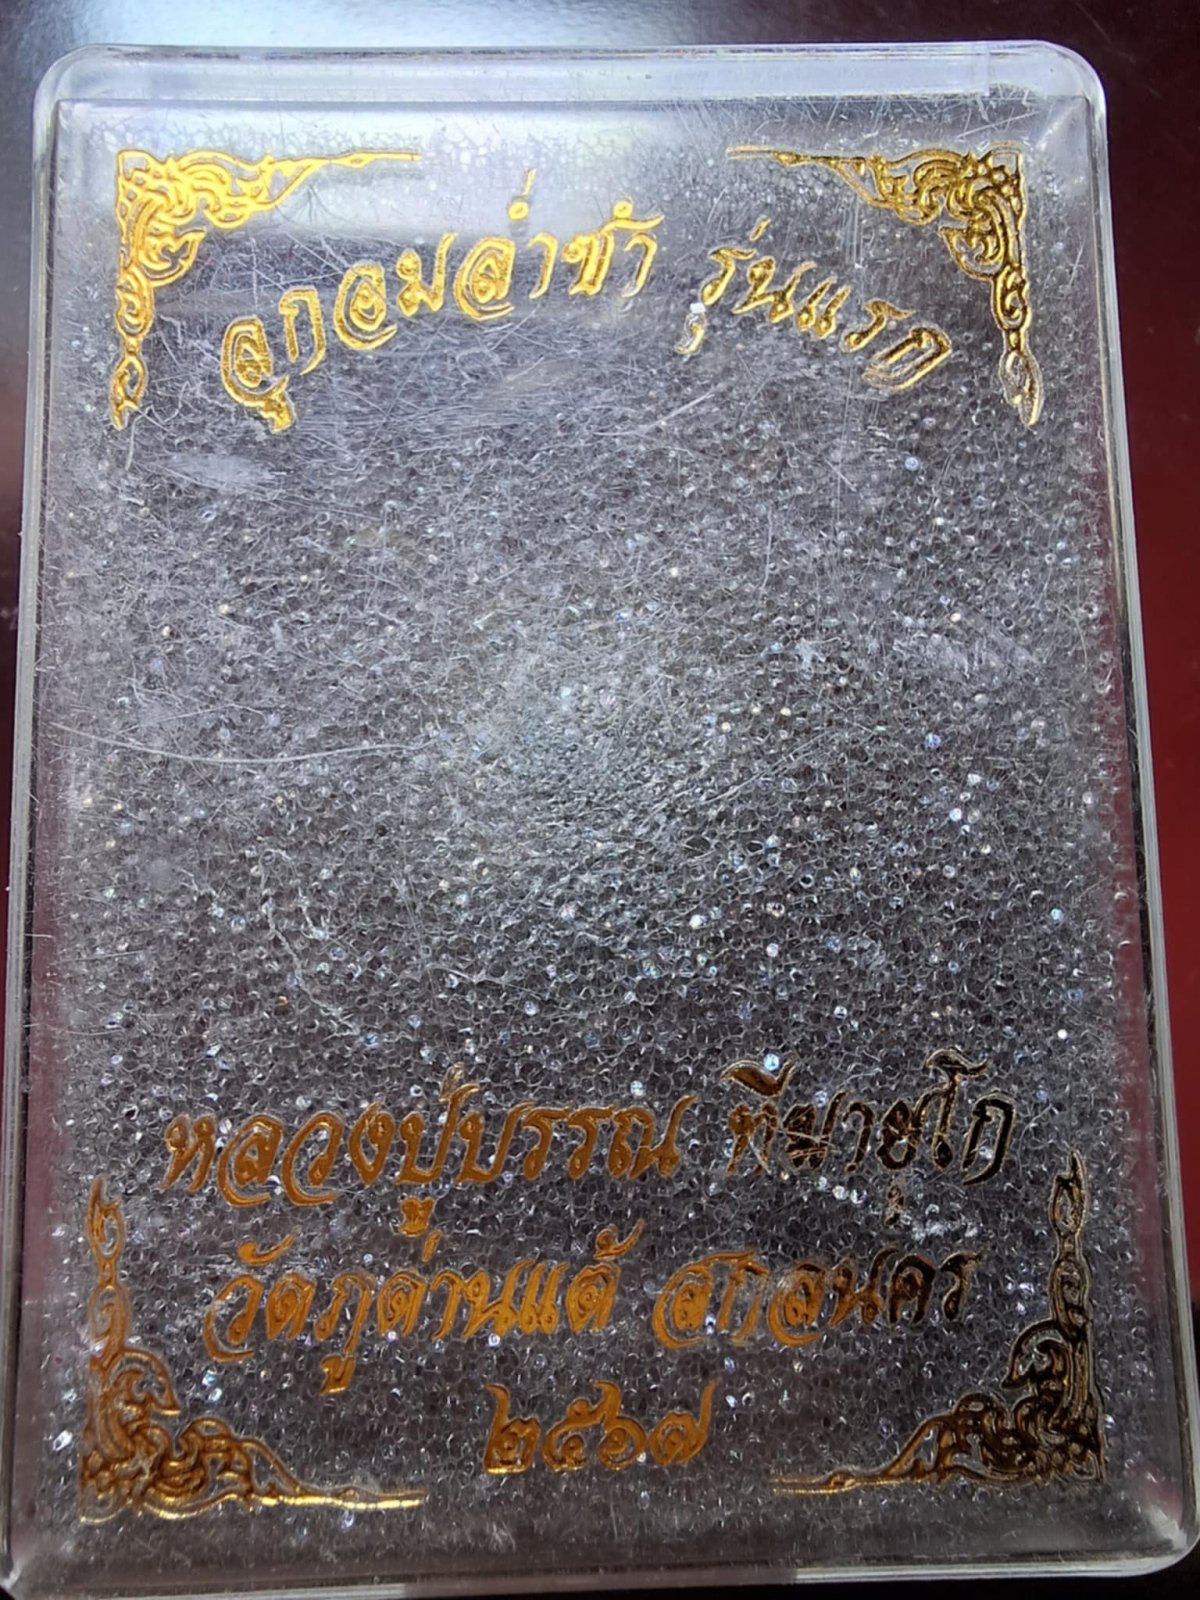 ลูกอมล่ำซำ รุ่นแรก
หลวงปู่บรรณ ทีฆายุโก
วัดภูด่านแต้ สกลนคร
๒๕๖๗